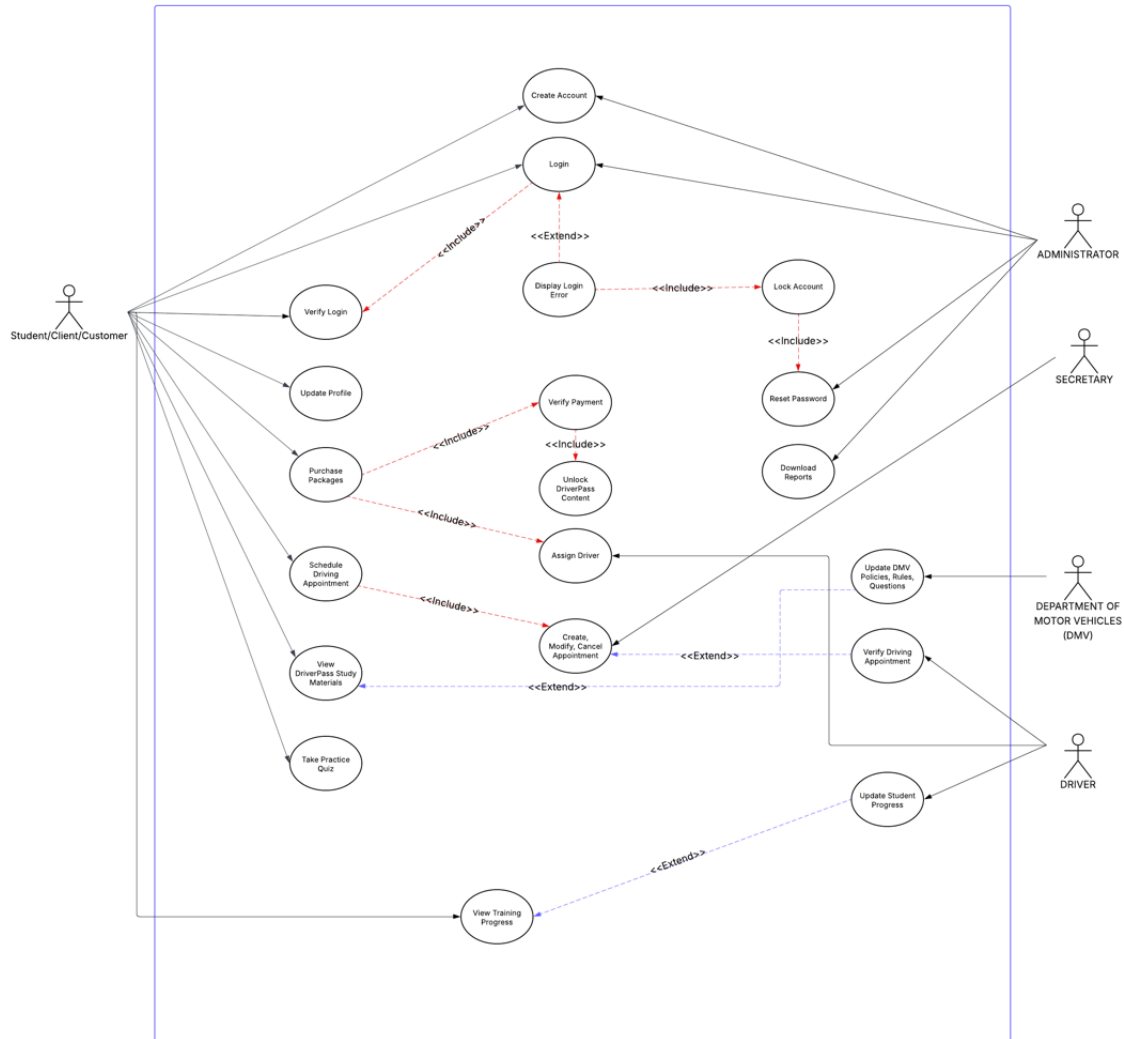 Create Account
Login
<<Include>>
<<Extend>>
ADMINISTRATOR
Display Login
Error
<<Include>>
Lock Account
Verify Login
Student/Client/Customer
<<Include>>
SECRETARY
Update Profile
Verify Payment
Reset Password
<<Include>>
<<Include>>
Purchase
Packages
Unlock
DriverPass
Content
Download
Reports
<<Include>>
Assign Driver
Schedule
Driving
Appointment
Update DMV
Policies, Rules,
Questions
DEPARTMENT OF
MOTOR VEHICLES
(DMV)
<<Include>>
Create,
Modify, Cancel
Appointment
<<Extend>>
Verify Driving
Appointment
View
DriverPass Study
Materials
<<Extend>>
Take Practice
Quiz
DRIVER
Update Student
Progress
<<Extend>>
View Training
Progress